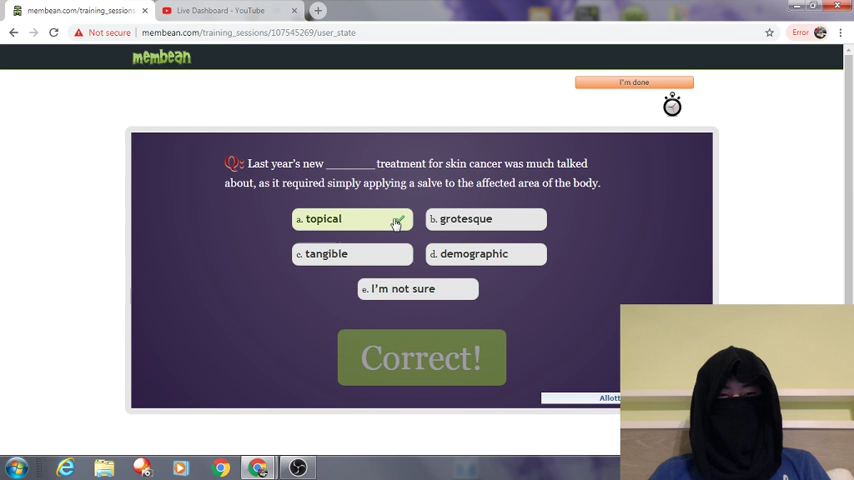 membean.com/training_sessions
Live Dashboard - YouTube
Not secure
membean.com/training_sessions/107545269/user_state
Error
membean
I"m done
Q: Last year's new _______ treatment for skin cancer was much talked
about, as it required simply applying a salve to the affected area of the body.
a. topical
b. grotesque
c. tangible
d. demographic
e. I'm not sure
Correct!
Allott